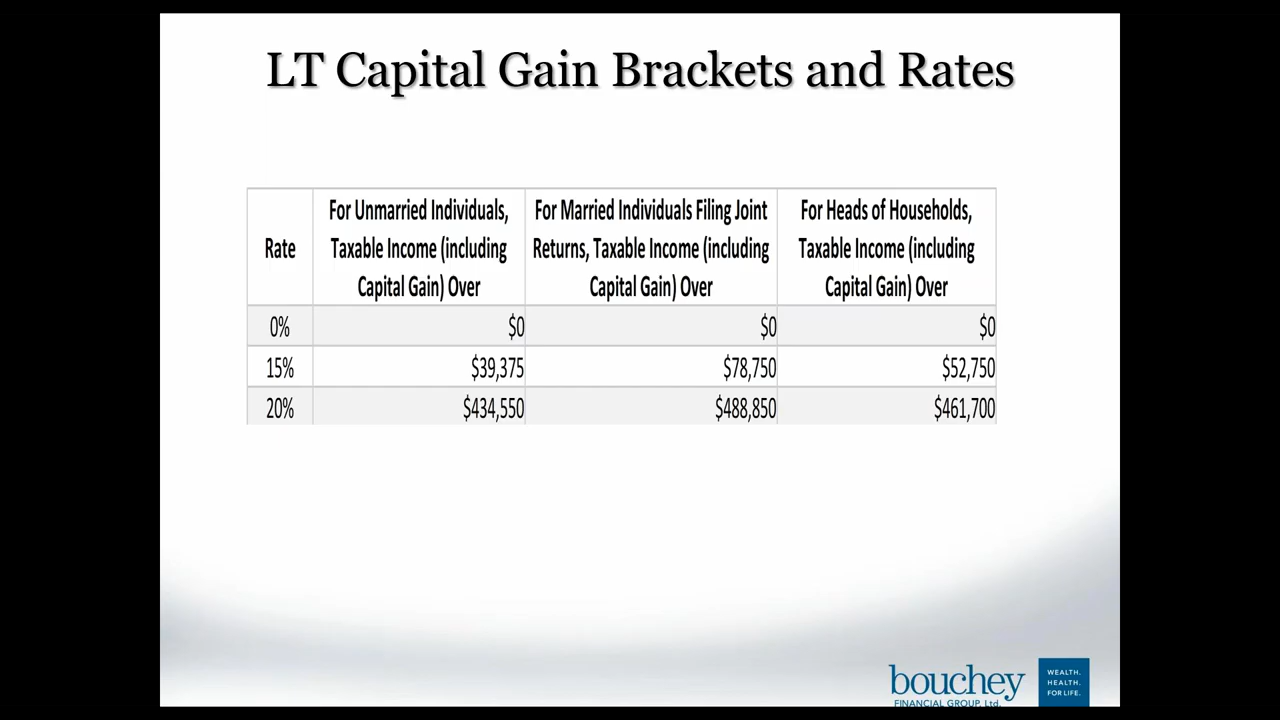 LT Capital Gain Brackets and Rates
Rate
For Unmarried Individuals,
Taxable Income (including
Capital Gain) Over
For Married Individuals Filing Joint
Returns, Taxable Income (including
Capital Gain) Over
For Heads of Households,
Taxable Income (including
Capital Gain) Over
0% $0 $0 $0
15% $39,375 $78,750 $52,750
20% $434,550 $488,850 $461,700
bouchey
FINANCIAL GROUP, Ltd.
WEALTH.
HEALTH.
FOR LIFE.